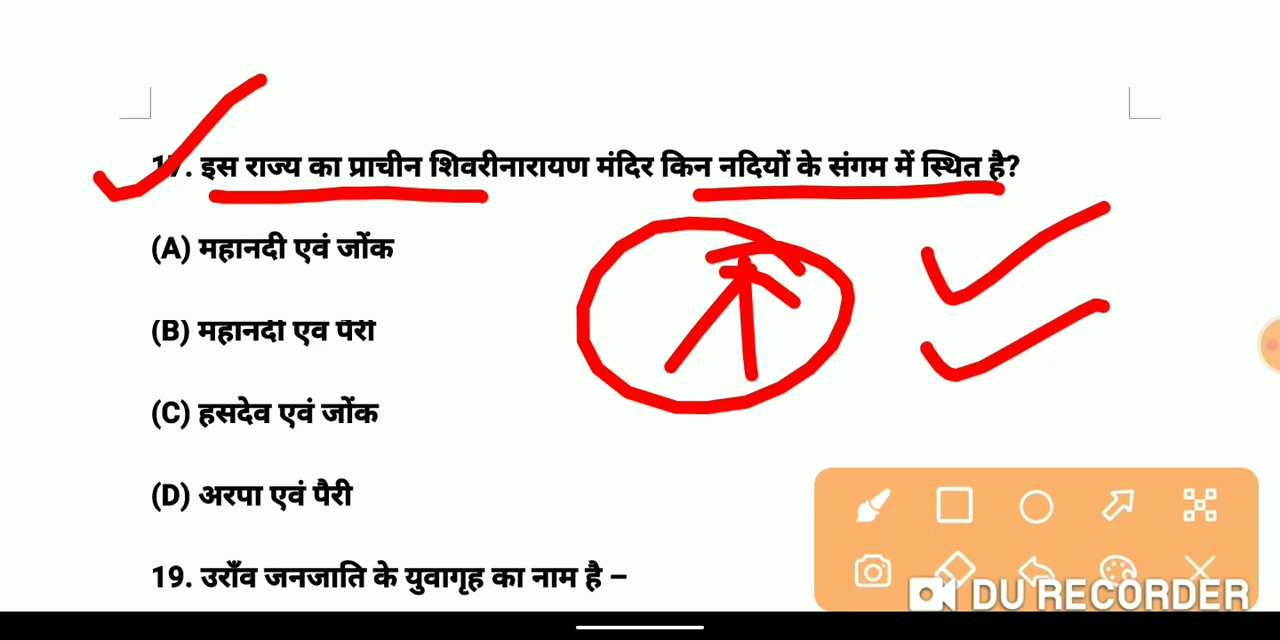 17. इस राज्य का प्राचीन शिवरीनारायण मंदिर किन नदियों के संगम में स्थित है?
(A) महानदी एवं जोंक
(B) महानदी एवं पैरी
(C) हसदेव एवं जोंक
(D) अरपा एवं पैरी
19. उराँव जनजाति के युवागृह का नाम है –
DU RECORDER